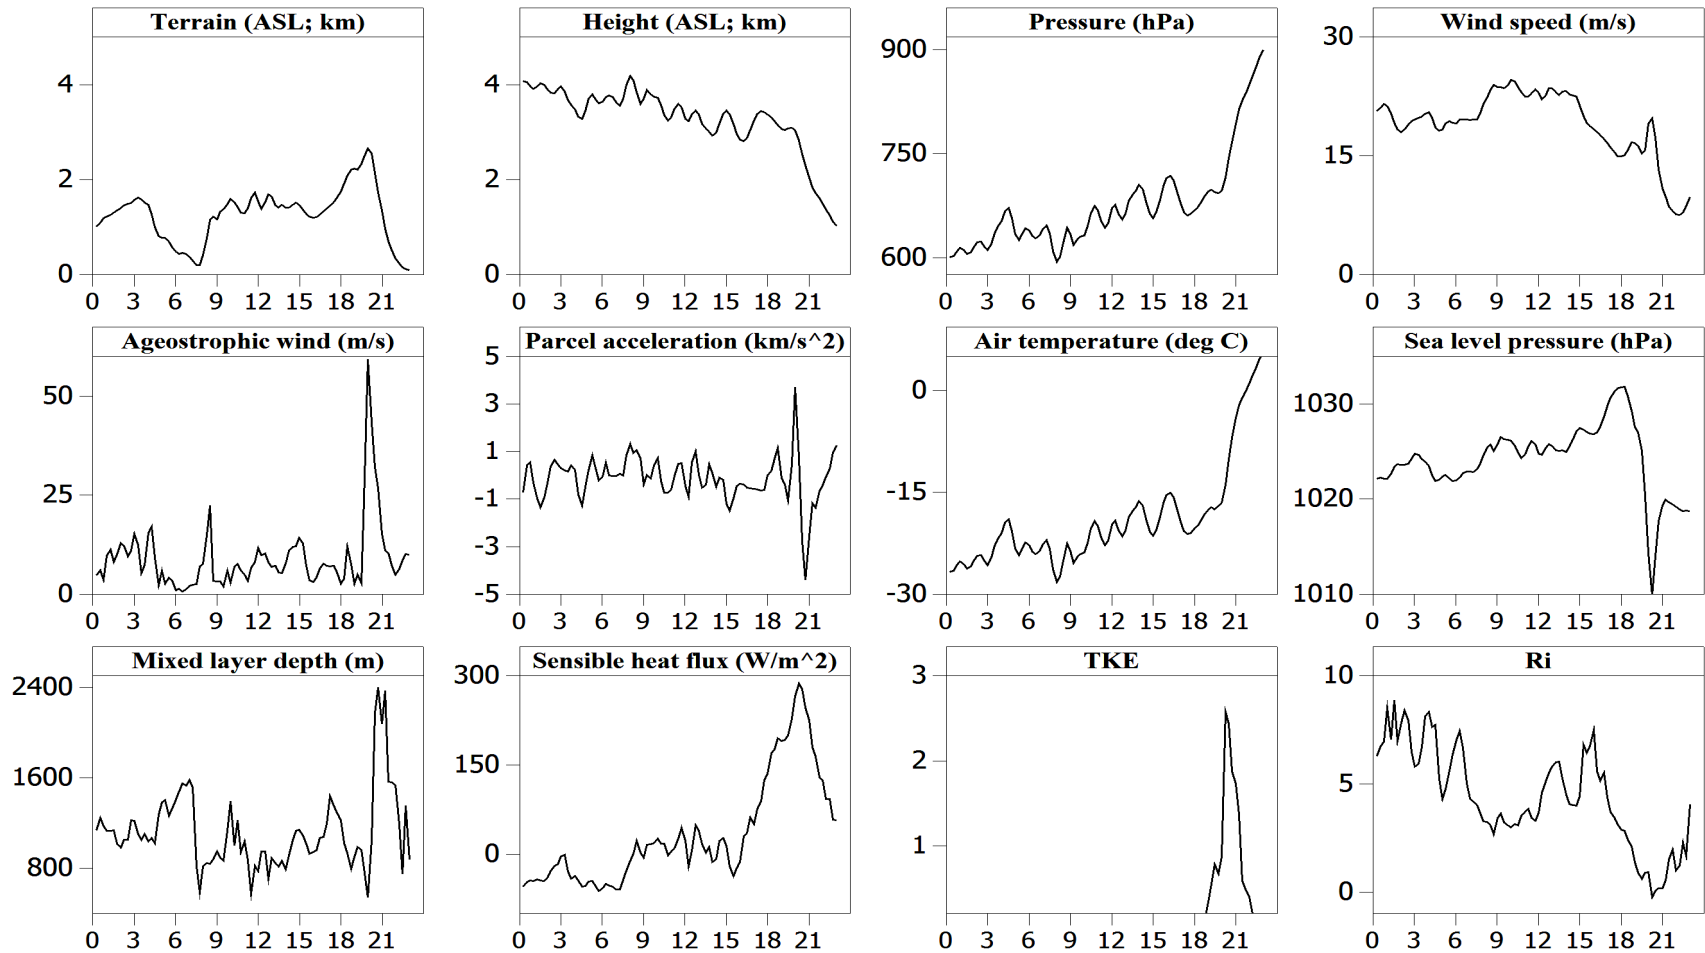 Terrain (ASL; km)
4
2
0
0 3 6 9 12 15 18 21
Height (ASL; km)
4
2
0
0 3 6 9 12 15 18 21
Pressure (hPa)
900
750
600
0 3 6 9 12 15 18 21
Wind speed (m/s)
30
15
0
0 3 6 9 12 15 18 21
Ageostrophic wind (m/s)
50
25
0
0 3 6 9 12 15 18 21
Parcel acceleration (km/s^2)
5
3
1
-1
-3
-5
0 3 6 9 12 15 18 21
Air temperature (deg C)
0
-15
-30
0 3 6 9 12 15 18 21
Sea level pressure (hPa)
1030
1020
1010
0 3 6 9 12 15 18 21
Mixed layer depth (m)
2400
1600
800
0 3 6 9 12 15 18 21
Sensible heat flux (W/m^2)
300
150
0
0 3 6 9 12 15 18 21
TKE
3
2
1
0 3 6 9 12 15 18 21
Ri
10
5
0
0 3 6 9 12 15 18 21